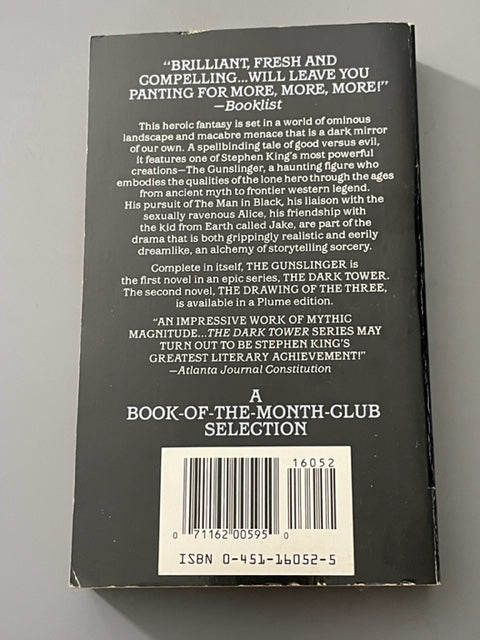 "BRILLIANT, FRESH AND
COMPELLING...WILL LEAVE YOU
PANTING FOR MORE, MORE, MORE!"
—Booklist
This heroic fantasy is set in a world of ominous
landscape and macabre menace that is a dark mirror
of our own. A spellbinding tale of good versus evil,
it features one of Stephen King's most powerful
creations—The Gunslinger, a haunting figure who
embodies the qualities of the lone hero through the ages
from ancient myth to frontier western legend.
His pursuit of The Man in Black, his liaison with the
sexually ravenous Alice, his friendship with
the kid from Earth called Jake, are part of the
drama that is both grippingly realistic and eerily
dreamlike, an alchemy of storytelling sorcery.
Complete in itself, THE GUNSLINGER is
the first novel in an epic series, THE DARK TOWER.
The second novel, THE DRAWING OF THE THREE,
is available in a Plume edition.
"AN IMPRESSIVE WORK OF MYTHIC
MAGNITUDE...THE DARK TOWER SERIES MAY
TURN OUT TO BE STEPHEN KING'S
GREATEST LITERARY ACHIEVEMENT!"
—Atlanta Journal Constitution
A
BOOK-OF-THE-MONTH-CLUB
SELECTION
16052
0 71162 00595 0
ISBN 0-451-16052-5